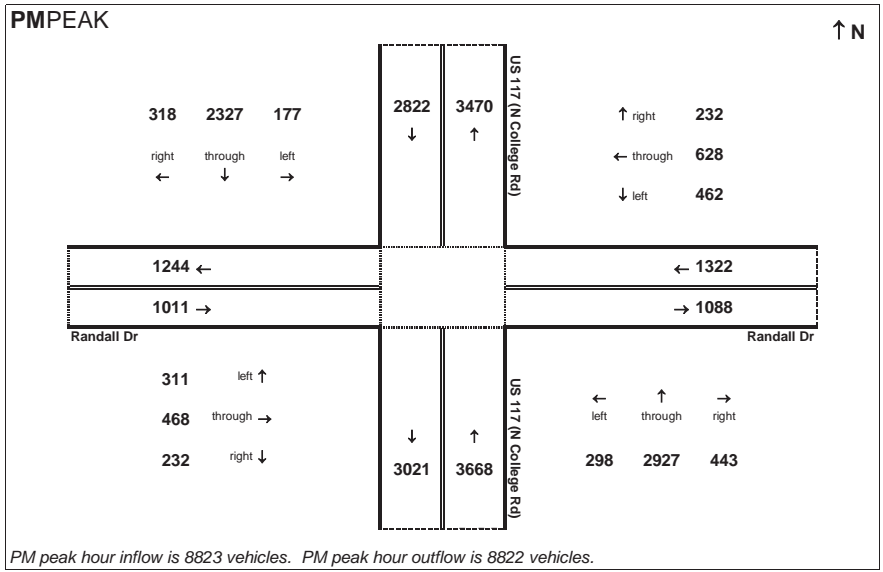 PMPEAK
↑ N
318 2327 177
right through left
← ↓ →
2822 3470
↓ ↑
US 117 (N College Rd)
↑ right 232
← through 628
↓ left 462
1244 ←
1011 →
Randall Dr
← 1322
→ 1088
Randall Dr
311 left ↑
468 through →
232 right ↓
↓ ↑
3021 3668
US 117 (N College Rd)
← ↑ →
left through right
298 2927 443
PM peak hour inflow is 8823 vehicles. PM peak hour outflow is 8822 vehicles.